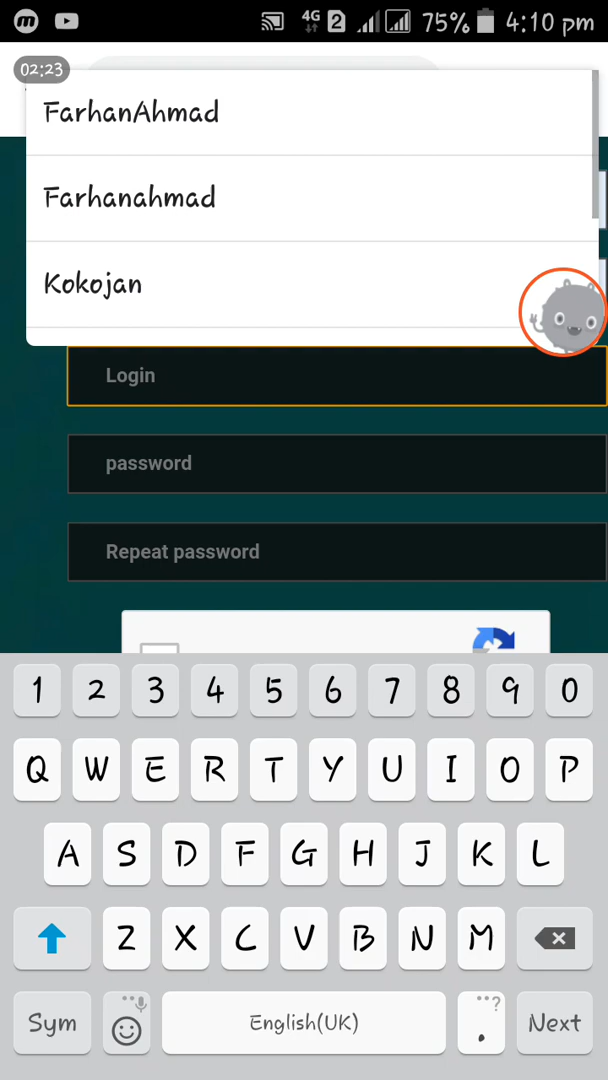 4G 2 75% 4:10 pm
02:23
FarhanAhmad
Farhanahmad
Kokojan
Login
password
Repeat password
1 2 3 4 5 6 7 8 9 0
Q W E R T Y U I O P
A S D F G H J K L
Z X C V B N M
Sym English(UK) . ? Next